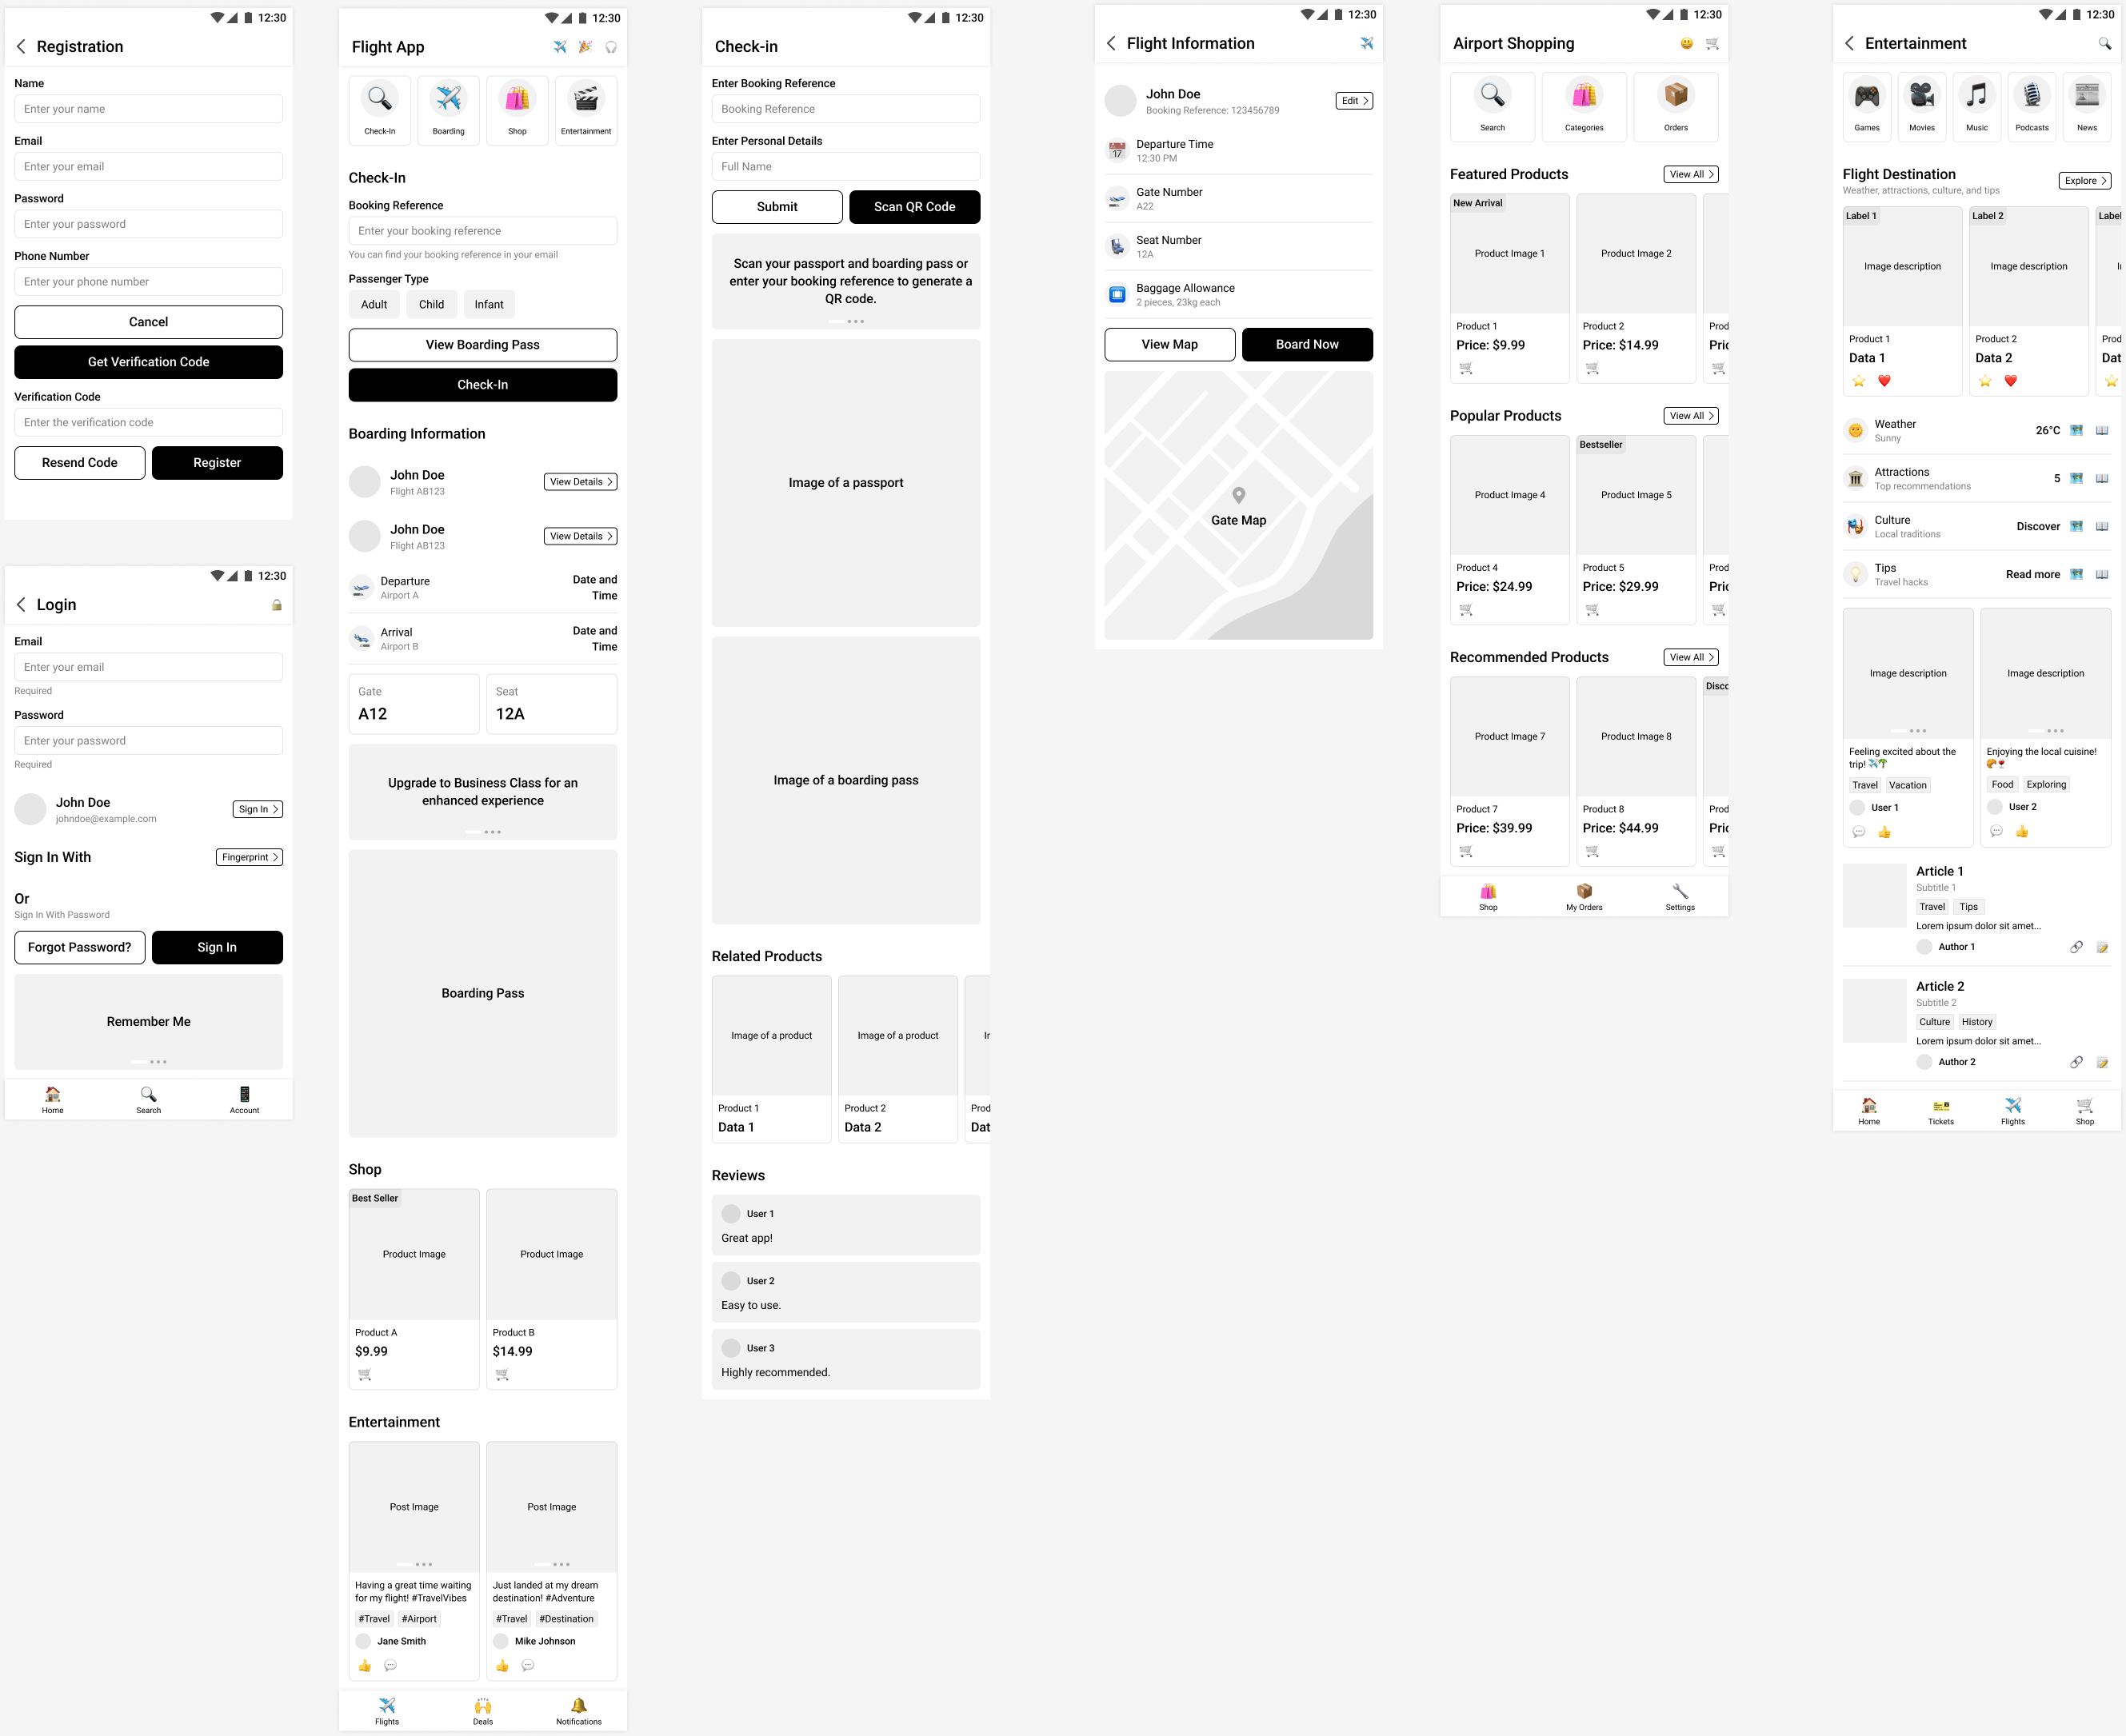 12:30
Registration
Name
Enter your name
Email
Enter your email
Password
Enter your password
Phone Number
Enter your phone number
Cancel
Get Verification Code
Verification Code
Enter the verification code
Resend Code
Register
12:30
Login
Email
Enter your email
Required
Password
Enter your password
Required
John Doe
johndoe@example.com
Sign In
Sign In With
Fingerprint
Or
Sign In With Password
Forgot Password?
Sign In
Remember Me
Home
Search
Account
12:30
Flight App
Check-In
Boarding
Shop
Entertainment
Check-In
Booking Reference
Enter your booking reference
You can find your booking reference in your email
Passenger Type
Adult
Child
Infant
View Boarding Pass
Check-In
Boarding Information
John Doe
Flight AB123
View Details
John Doe
Flight AB123
View Details
Departure
Airport A
Date and
Time
Arrival
Airport B
Date and
Time
Gate
A12
Seat
12A
Upgrade to Business Class for an
enhanced experience
Boarding Pass
Shop
Best Seller
Product Image
Product A
$9.99
Product Image
Product B
$14.99
Entertainment
Post Image
Having a great time waiting
for my flight! #TravelVibes
#Travel
#Airport
Jane Smith
Post Image
Just landed at my dream
destination! #Adventure
#Travel
#Destination
Mike Johnson
Flights
Deals
Notifications
12:30
Check-in
Enter Booking Reference
Booking Reference
Enter Personal Details
Full Name
Submit
Scan QR Code
Scan your passport and boarding pass or
enter your booking reference to generate a
QR code.
Image of a passport
Image of a boarding pass
Related Products
Image of a product
Product 1
Data 1
Image of a product
Product 2
Data 2
Ir
Prod
Dat
Reviews
User 1
Great app!
User 2
Easy to use.
User 3
Highly recommended.
12:30
Flight Information
John Doe
Booking Reference: 123456789
Edit
17
Departure Time
12:30 PM
Gate Number
A22
Seat Number
12A
Baggage Allowance
2 pieces, 23kg each
View Map
Board Now
Gate Map
12:30
Airport Shopping
Search
Categories
Orders
Featured Products
View All
New Arrival
Product Image 1
Product 1
Price: $9.99
Product Image 2
Product 2
Price: $14.99
Prod
Pric
Popular Products
View All
Product Image 4
Product 4
Price: $24.99
Bestseller
Product Image 5
Product 5
Price: $29.99
Prod
Pric
Recommended Products
View All
Product Image 7
Product 7
Price: $39.99
Product Image 8
Product 8
Price: $44.99
Disco
Prod
Pric
Shop
My Orders
Settings
12:30
Entertainment
Games
Movies
Music
Podcasts
News
Flight Destination
Weather, attractions, culture, and tips
Explore
Label 1
Image description
Product 1
Data 1
Label 2
Image description
Product 2
Data 2
Label
Prod
Dat
Weather
Sunny
26°C
Attractions
Top recommendations
5
Culture
Local traditions
Discover
Tips
Travel hacks
Read more
Image description
Feeling excited about the
trip!
Travel
Vacation
User 1
Image description
Enjoying the local cuisine!
Food
Exploring
User 2
Article 1
Subtitle 1
Travel
Tips
Lorem ipsum dolor sit amet...
Author 1
Article 2
Subtitle 2
Culture
History
Lorem ipsum dolor sit amet...
Author 2
Home
Tickets
Flights
Shop